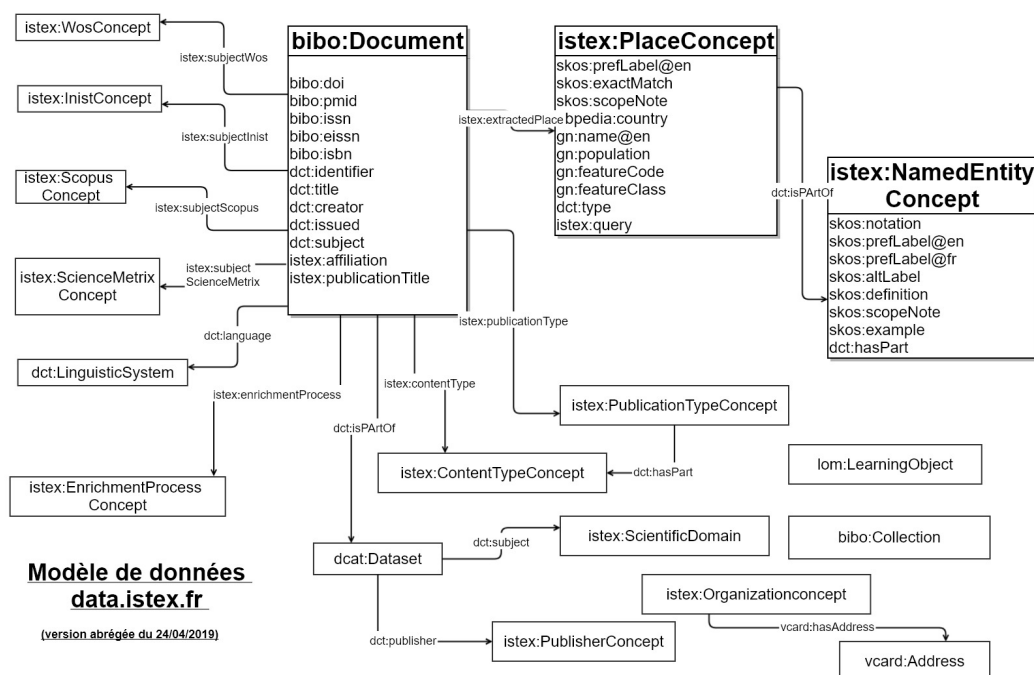 istex:WosConcept
istex:subjectWos
istex:InistConcept
istex:subjectInist
istex:Scopus
Concept
istex:subjectScopus
istex:ScienceMetrix
Concept
istex:subject
ScienceMetrix
dct:language
dct:LinguisticSystem
istex:enrichmentProcess
istex:EnrichmentProcess
Concept
bibo:Document
bibo:doi
bibo:pmid
bibo:issn
bibo:eissn
bibo:isbn
dct:identifier
dct:title
dct:creator
dct:issued
dct:subject
istex:affiliation
istex:publicationTitle
istex:extractedPlace
istex:PlaceConcept
skos:prefLabel@en
skos:exactMatch
skos:scopeNote
bpedia:country
gn:name@en
gn:population
gn:featureCode
gn:featureClass
dct:type
istex:query
dct:isPArtOf
istex:NamedEntity
Concept
skos:notation
skos:prefLabel@en
skos:prefLabel@fr
skos:altLabel
skos:definition
skos:scopeNote
skos:example
dct:hasPart
istex:publicationType
istex:contentType
dct:isPArtOf
istex:PublicationTypeConcept
istex:ContentTypeConcept
dct:hasPart
lom:LearningObject
dcat:Dataset
dct:subject
istex:ScientificDomain
bibo:Collection
dct:publisher
istex:PublisherConcept
istex:Organizationconcept
vcard:hasAddress
vcard:Address
Modèle de données
data.istex.fr
(version abrégée du 24/04/2019)